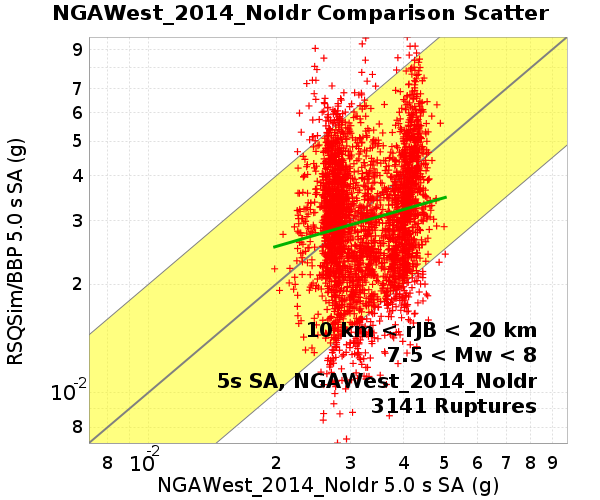 NGAWest_2014_NoIdr Comparison Scatter
RSQSim/BBP 5.0 s SA (g)
9
7
6
5
4
3
2
10^-2
8
10 km < rJB < 20 km
7.5 < Mw < 8
5s SA, NGAWest_2014_NoIdr
3141 Ruptures
8 10^-2 2 3 4 5 6 7 8 9
NGAWest_2014_NoIdr 5.0 s SA (g)